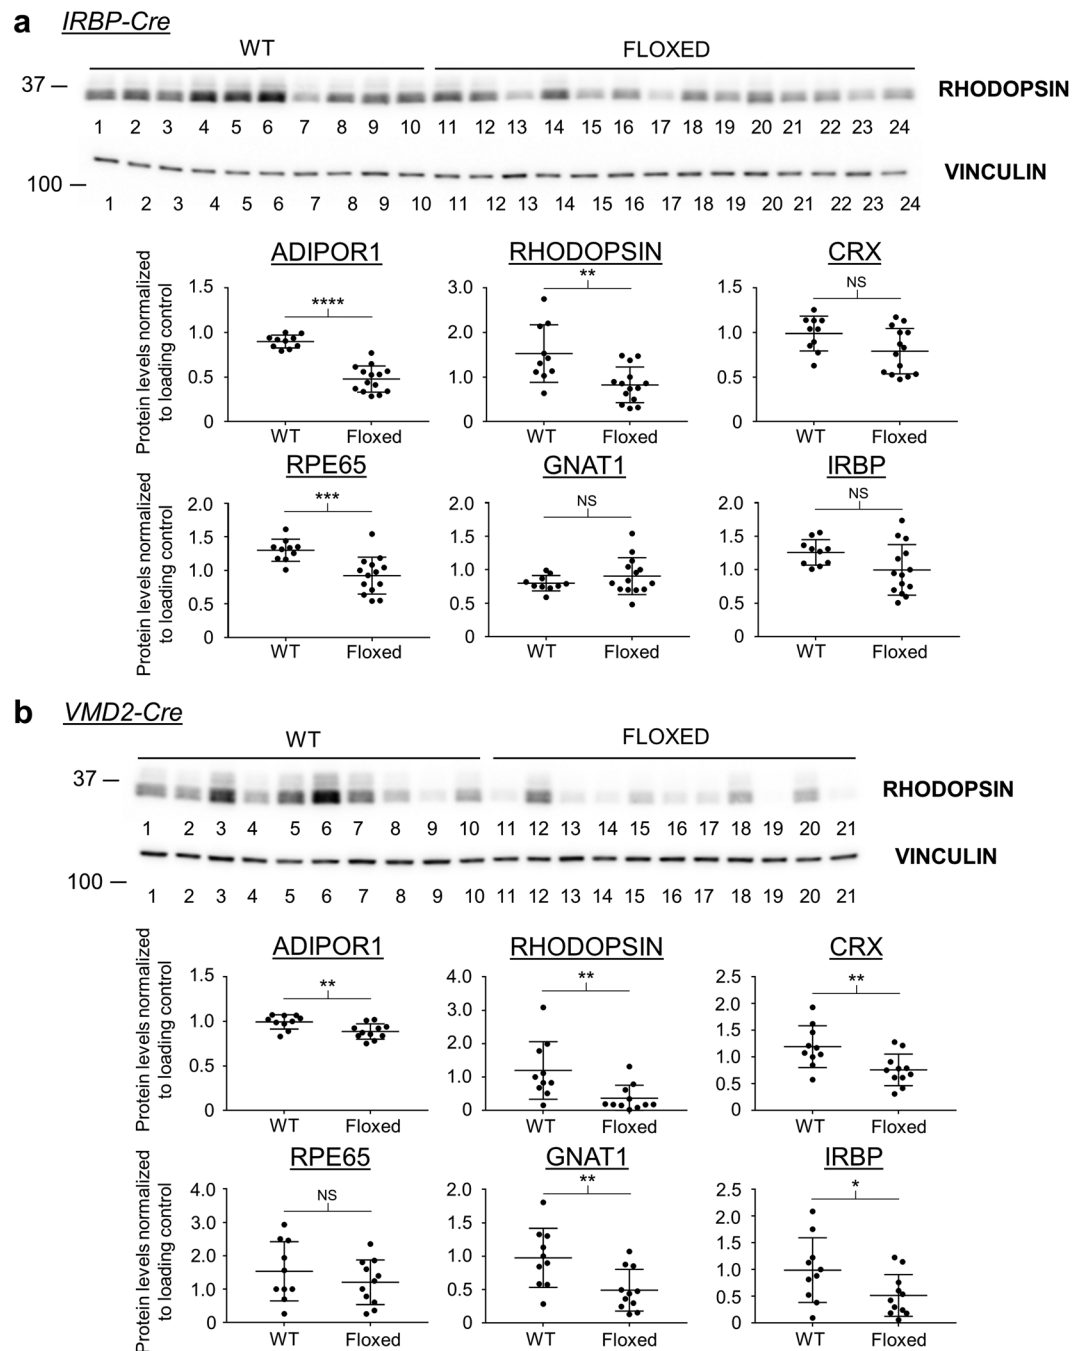 a IRBP-Cre
WT FLOXED
37 RHODOPSIN
1 2 3 4 5 6 7 8 9 10 11 12 13 14 15 16 17 18 19 20 21 22 23 24
VINCULIN
100
1 2 3 4 5 6 7 8 9 10 11 12 13 14 15 16 17 18 19 20 21 22 23 24
Protein levels normalized
to loading control
ADIPOR1
****
1.5
1.0
0.5
0
WT Floxed
RHODOPSIN
**
3.0
2.0
1.0
0
WT Floxed
CRX
NS
1.5
1.0
0.5
0
WT Floxed
Protein levels normalized
to loading control
RPE65
***
2.0
1.5
1.0
0.5
0
WT Floxed
GNAT1
NS
2.0
1.5
1.0
0.5
0
WT Floxed
IRBP
NS
2.0
1.5
1.0
0.5
0
WT Floxed
b VMD2-Cre
WT FLOXED
37 RHODOPSIN
1 2 3 4 5 6 7 8 9 10 11 12 13 14 15 16 17 18 19 20 21
VINCULIN
100
1 2 3 4 5 6 7 8 9 10 11 12 13 14 15 16 17 18 19 20 21
Protein levels normalized
to loading control
ADIPOR1
**
1.5
1.0
0.5
0
WT Floxed
RHODOPSIN
**
4.0
3.0
2.0
1.0
0
WT Floxed
CRX
**
2.5
2.0
1.5
1.0
0.5
0
WT Floxed
Protein levels normalized
to loading control
RPE65
NS
4.0
3.0
2.0
1.0
0
WT Floxed
GNAT1
**
2.0
1.5
1.0
0.5
0
WT Floxed
IRBP
*
2.5
2.0
1.5
1.0
0.5
0
WT Floxed